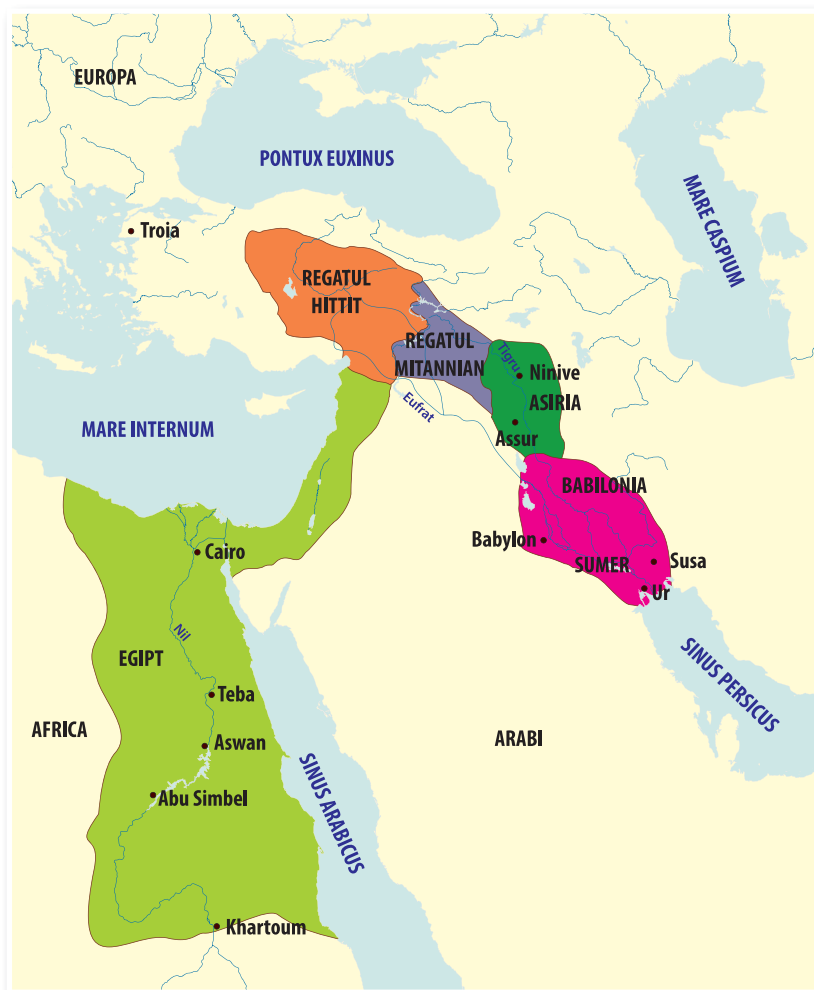 EUROPA
PONTUX EUXINUS
MARE CASPIUM
Troia
REGATUL
HITTIT
REGATUL
MITANNIAN
Tigru
Ninive
ASIRIA
Eufrat
Assur
MARE INTERNUM
BABILONIA
Babylon
SUMER
Susa
Ur
Cairo
Nil
EGIPT
SINUS PERSICUS
Teba
AFRICA
Aswan
ARABI
SINUS ARABICUS
Abu Simbel
Khartoum